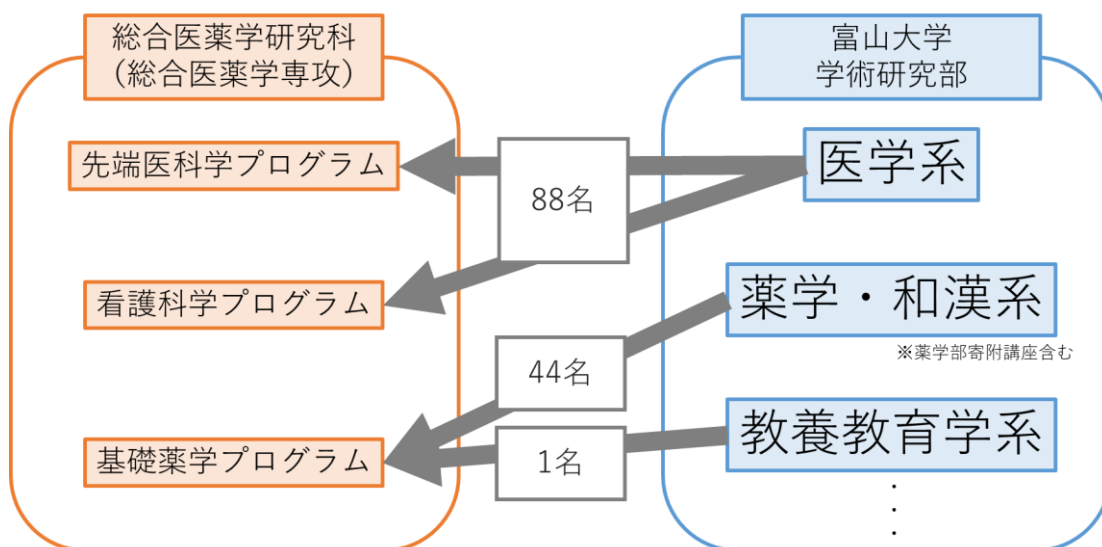 総合医薬学研究科
（総合医薬学専攻）
富山大学
学術研究部
先端医科学プログラム
88名
医学系
看護科学プログラム
薬学・和漢系
※薬学部寄附講座含む
44名
基礎薬学プログラム
1名
教養教育学系
・
・
・